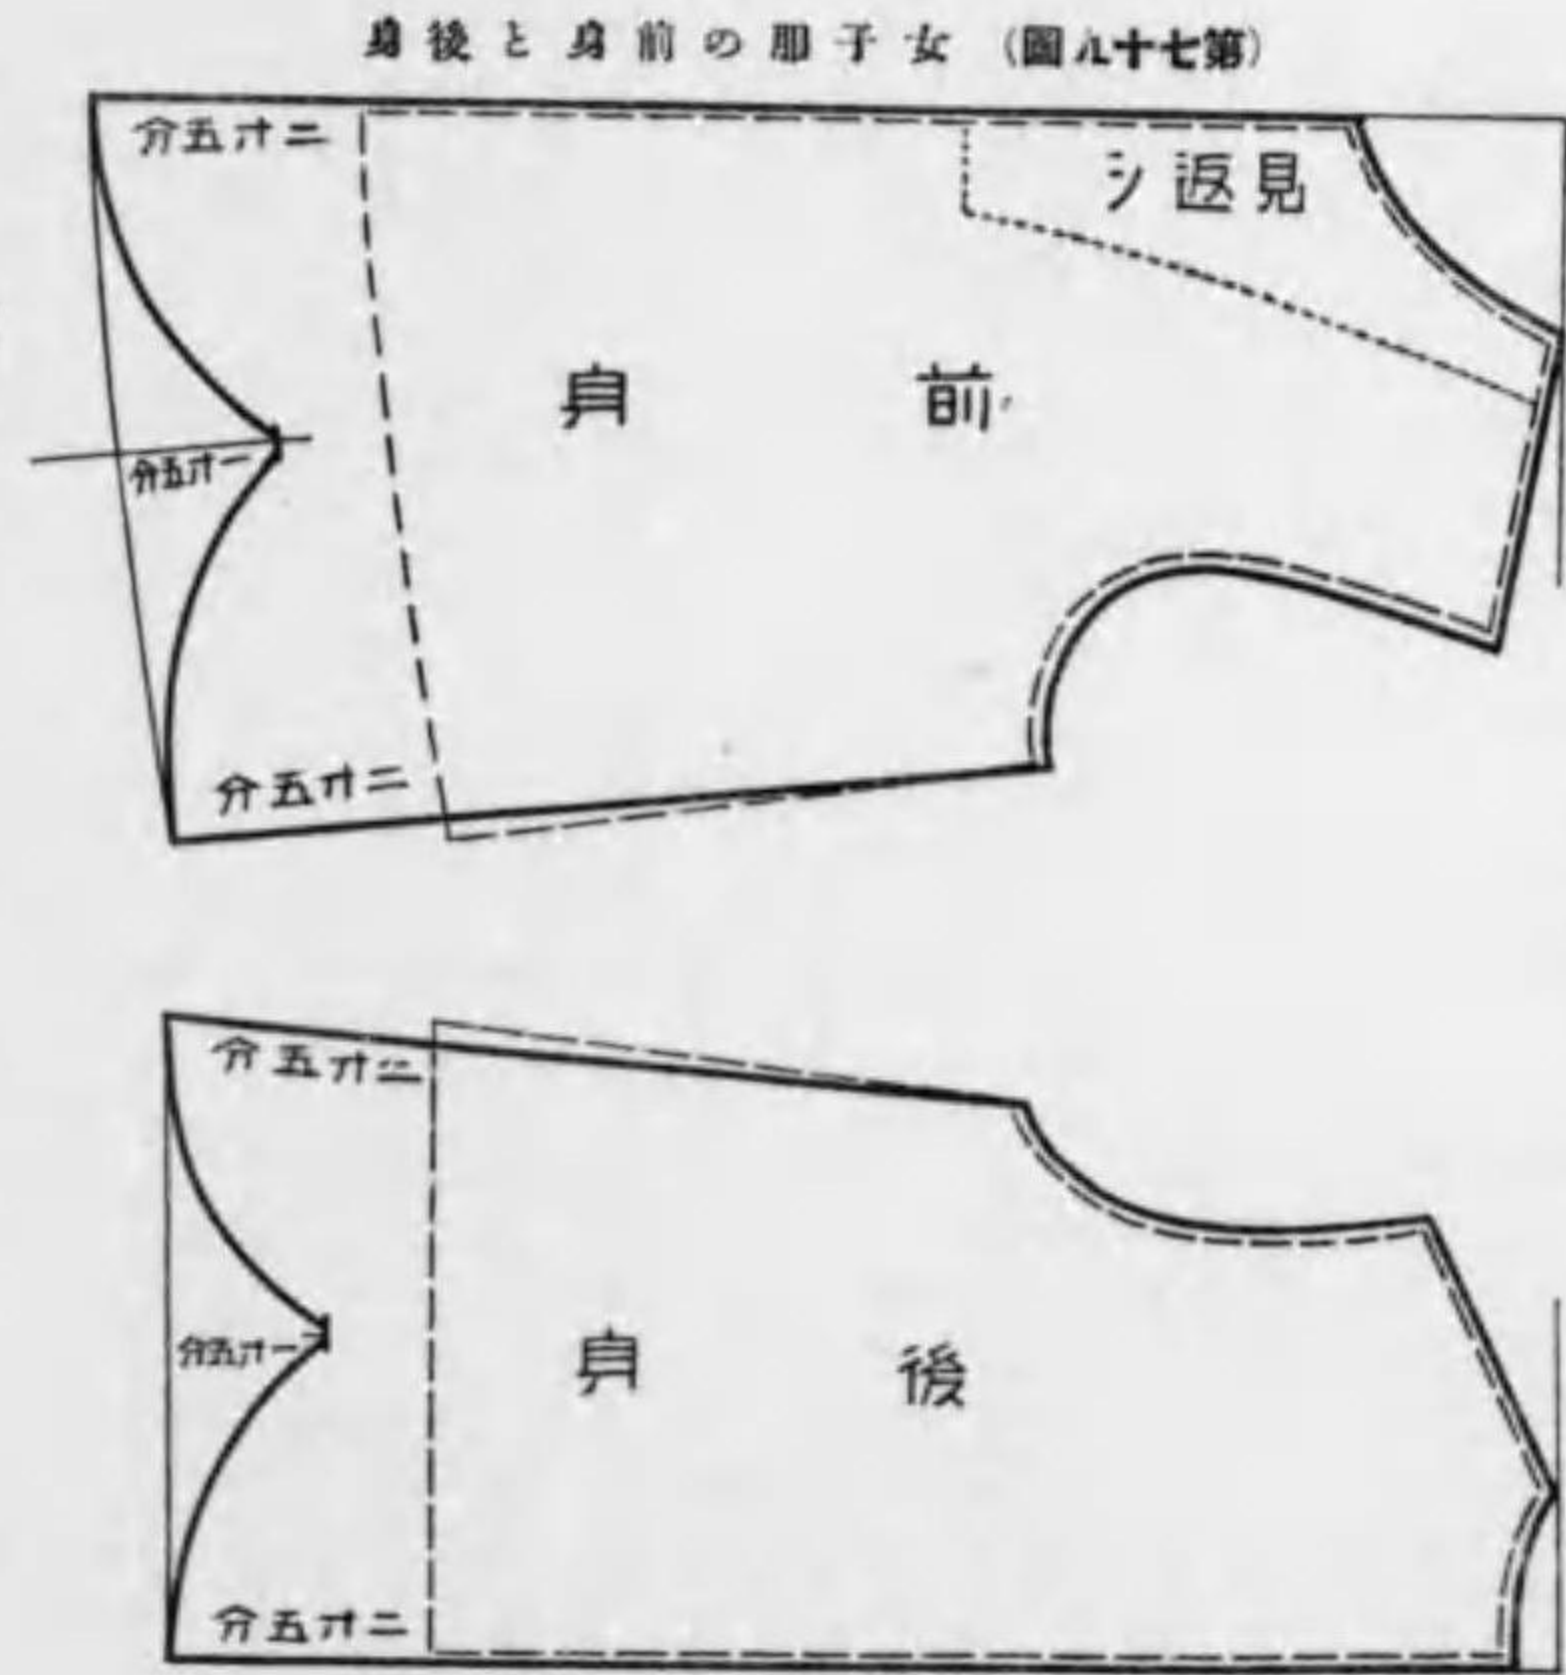 (第七十八圖) 女子服の前身と後身
二寸五分
見返シ
前身
一寸五分
二寸五分
二寸五分
一寸五分
後身
二寸五分